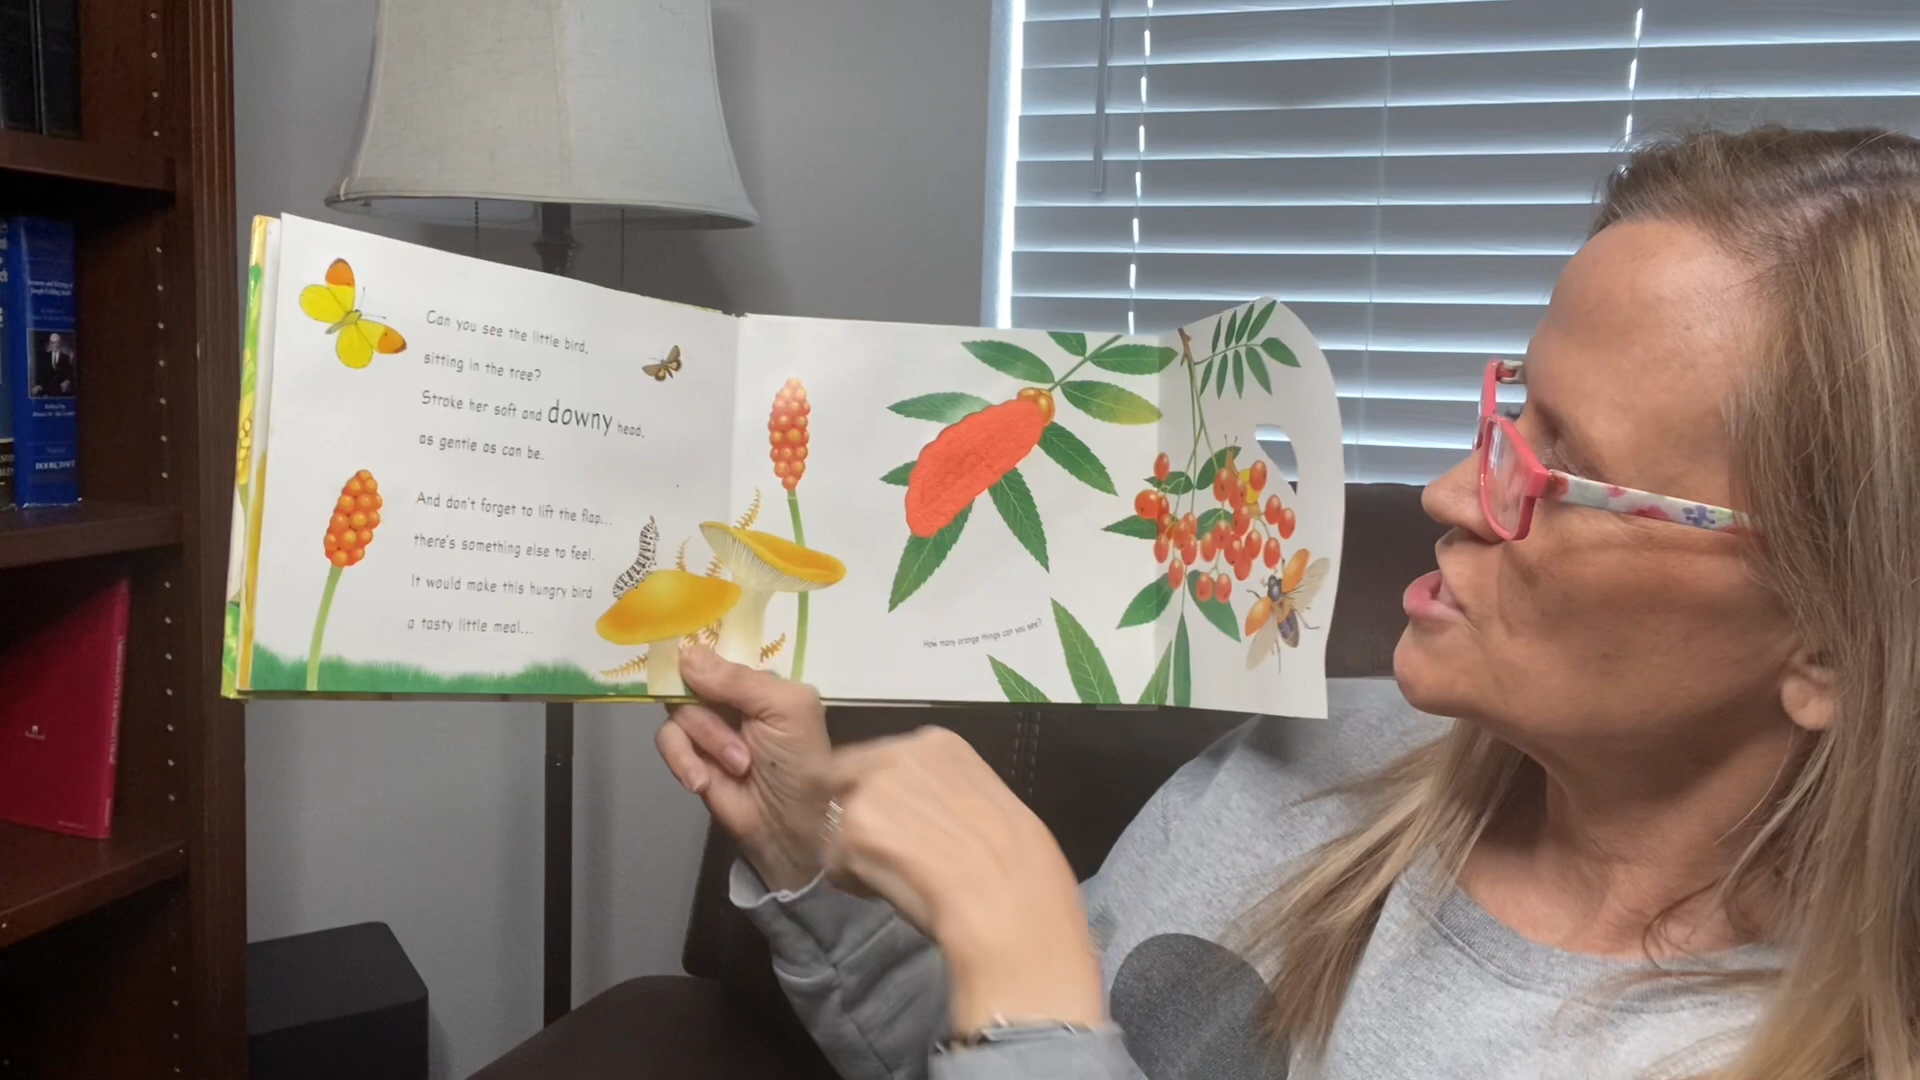 Can you see the little bird,
sitting in the tree?
Stroke her soft and downy head,
as gentle as can be.
And don't forget to lift the flap...
there's something else to feel.
It would make this hungry bird
a tasty little meal...
How many orange things can you see?